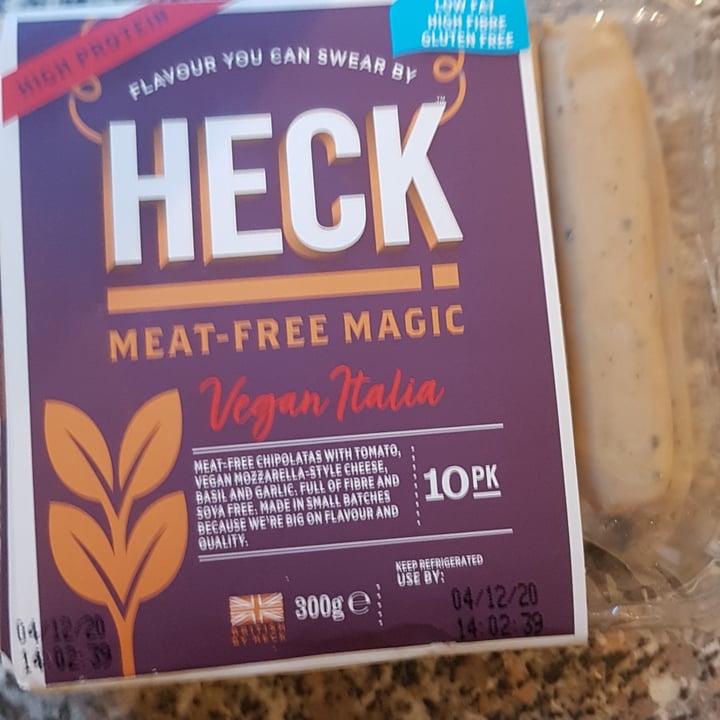 HIGH PROTEIN
LOW FAT
HIGH FIBRE
GLUTEN FREE
FLAVOUR YOU CAN SWEAR BY
HECK™
MEAT-FREE MAGIC
Vegan Italia
MEAT-FREE CHIPOLATAS WITH TOMATO,
VEGAN MOZZARELLA-STYLE CHEESE,
BASIL AND GARLIC. FULL OF FIBRE AND
SOYA FREE. MADE IN SMALL BATCHES
BECAUSE WE'RE BIG ON FLAVOUR AND
QUALITY.
10PK
BRITISH
BY HECK
300g ℮
KEEP REFRIGERATED
USE BY:
04/12/20
14:02:39
04/12/20
14:02:39